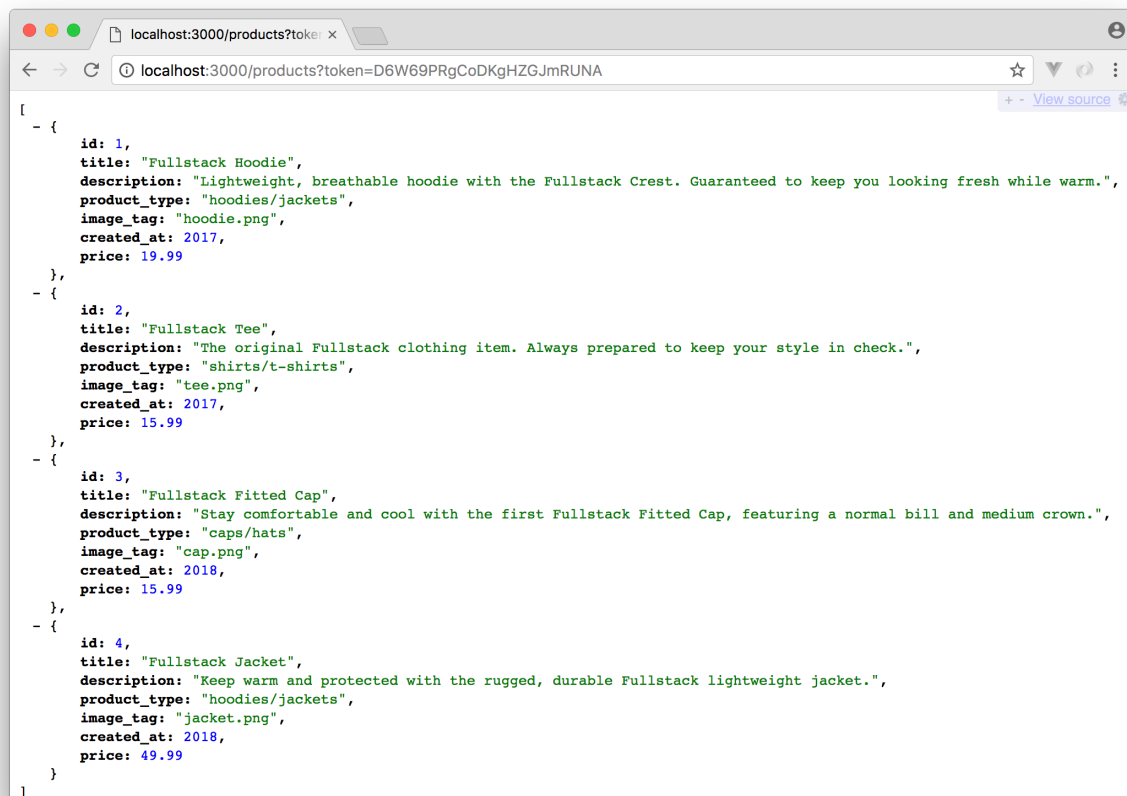 localhost:3000/products?toke
localhost:3000/products?token=D6W69PRgCoDKgHZGJmRUNA
+ - View source
[
- {
id: 1,
title: "Fullstack Hoodie",
description: "Lightweight, breathable hoodie with the Fullstack Crest. Guaranteed to keep you looking fresh while warm.",
product_type: "hoodies/jackets",
image_tag: "hoodie.png",
created_at: 2017,
price: 19.99
},
- {
id: 2,
title: "Fullstack Tee",
description: "The original Fullstack clothing item. Always prepared to keep your style in check.",
product_type: "shirts/t-shirts",
image_tag: "tee.png",
created_at: 2017,
price: 15.99
},
- {
id: 3,
title: "Fullstack Fitted Cap",
description: "Stay comfortable and cool with the first Fullstack Fitted Cap, featuring a normal bill and medium crown.",
product_type: "caps/hats",
image_tag: "cap.png",
created_at: 2018,
price: 15.99
},
- {
id: 4,
title: "Fullstack Jacket",
description: "Keep warm and protected with the rugged, durable Fullstack lightweight jacket.",
product_type: "hoodies/jackets",
image_tag: "jacket.png",
created_at: 2018,
price: 49.99
}
]